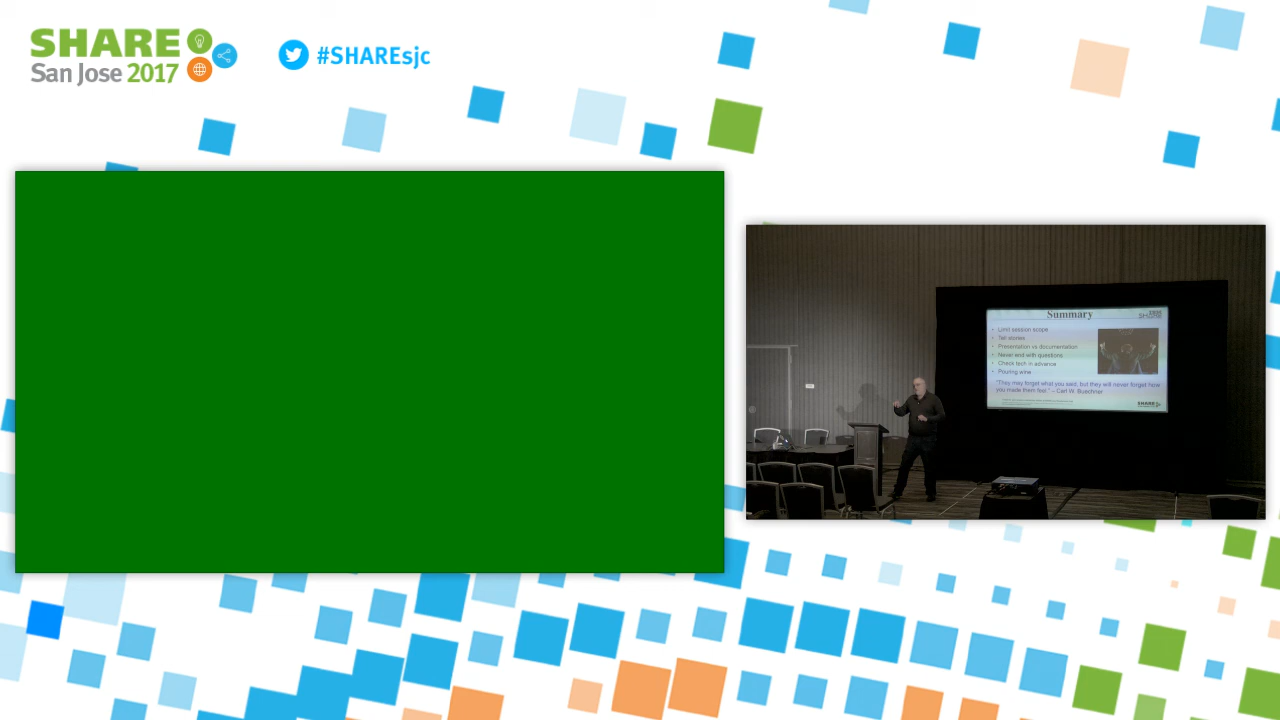 SHARE
San Jose 2017
#SHAREsjc
Summary
• Limit session scope
• Tell stories
• Presentation vs documentation
• Never end with questions
• Check tech in advance
• Pouring wine
"They may forget what you said, but they will never forget how
you made them feel." – Carl W. Buechner
SHARE